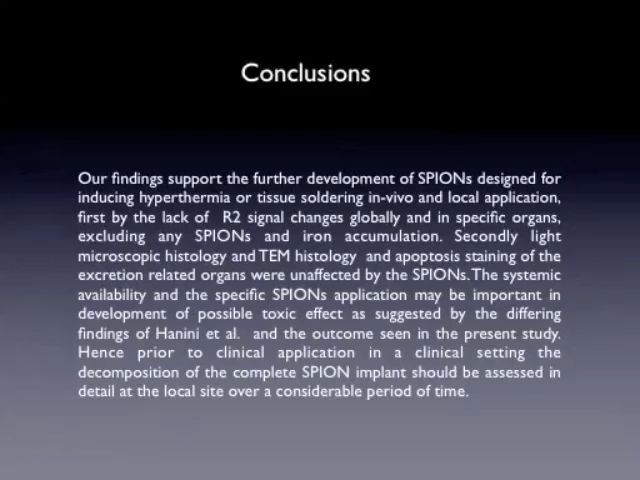 Conclusions
Our findings support the further development of SPIONs designed for
inducing hyperthermia or tissue soldering in-vivo and local application,
first by the lack of R2 signal changes globally and in specific organs,
excluding any SPIONs and iron accumulation. Secondly light
microscopic histology and TEM histology and apoptosis staining of the
excretion related organs were unaffected by the SPIONs. The systemic
availability and the specific SPIONs application may be important in
development of possible toxic effect as suggested by the differing
findings of Hanini et al. and the outcome seen in the present study.
Hence prior to clinical application in a clinical setting the
decomposition of the complete SPION implant should be assessed in
detail at the local site over a considerable period of time.